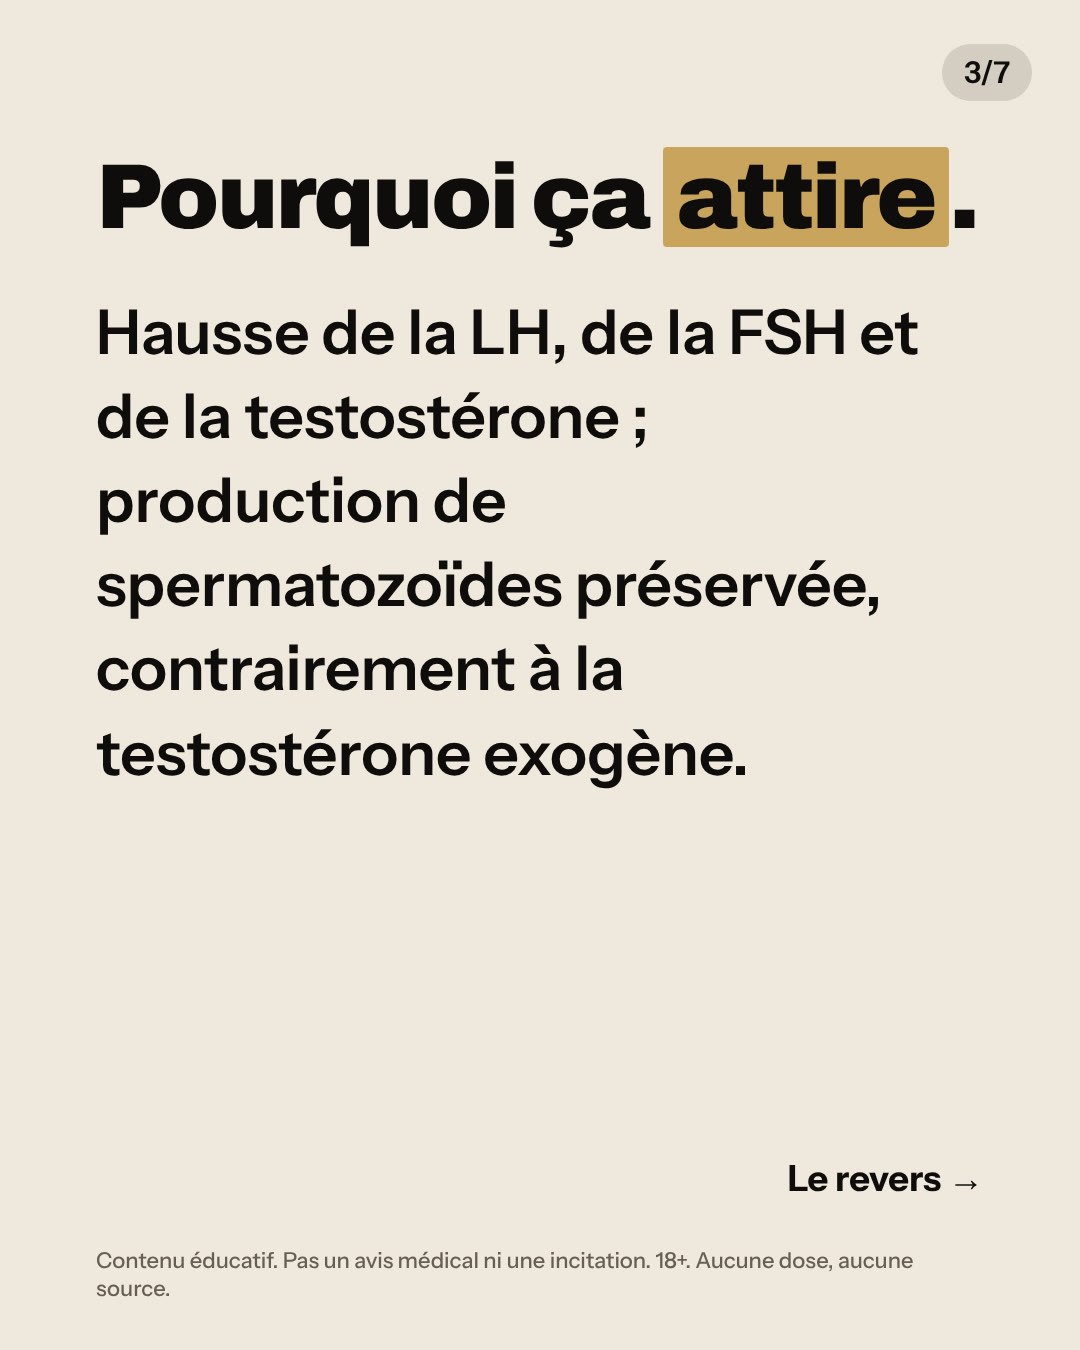 3/7
Pourquoi ça attire.
Hausse de la LH, de la FSH et
de la testostérone ;
production de
spermatozoïdes préservée,
contrairement à la
testostérone exogène.
Le revers →
Contenu éducatif. Pas un avis médical ni une incitation. 18+. Aucune dose, aucune
source.